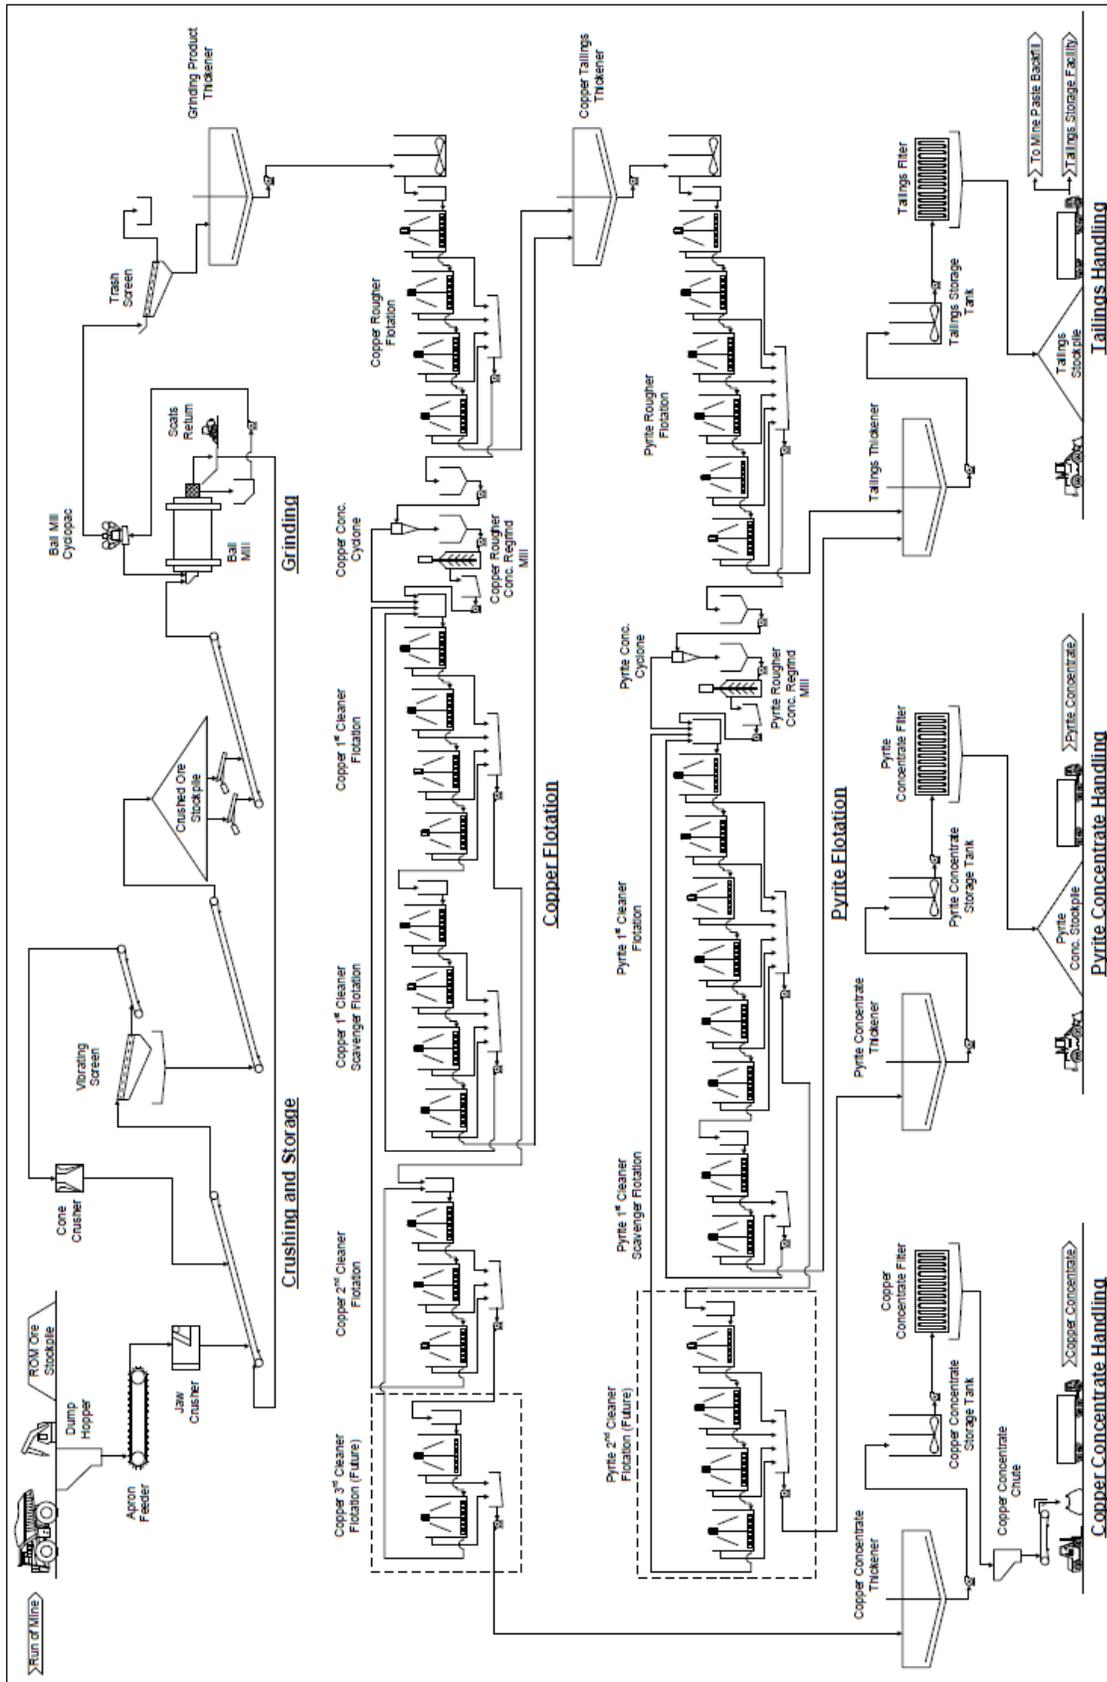 Run of Mine
ROM Ore
Stockpile
Dump
Hopper
Apron
Feeder
Jaw
Crusher
Cone
Crusher
Vibrating
Screen
Crushed Ore
Stockpile
Crushing and Storage
Ball Mill
Cyclopac
Ball
Mill
Scats
Return
Trash
Screen
Grinding Product
Thickener
Grinding
Copper 3rd Cleaner
Flotation (Future)
Copper 2nd Cleaner
Flotation
Copper 1st Cleaner
Scavenger Flotation
Copper 1st Cleaner
Flotation
Copper Conc.
Cyclone
Copper Rougher
Conc. Regrind
Mill
Copper Rougher
Flotation
Copper Tailings
Thickener
Copper Flotation
Pyrite 2nd Cleaner
Flotation (Future)
Pyrite 1st Cleaner
Scavenger Flotation
Pyrite 1st Cleaner
Flotation
Pyrite Conc.
Cyclone
Pyrite Rougher
Conc. Regrind
Mill
Pyrite Rougher
Flotation
Pyrite Flotation
Copper Concentrate
Thickener
Copper
Concentrate Filter
Copper Concentrate
Storage Tank
Copper Concentrate
Chute
Copper Concentrate
Copper Concentrate Handling
Pyrite Concentrate
Thickener
Pyrite
Concentrate Filter
Pyrite Concentrate
Storage Tank
Pyrite
Conc. Stockpile
Pyrite Concentrate
Pyrite Concentrate Handling
Tailings Thickener
Tailings Filter
Tailings Storage
Tank
Tailings
Stockpile
To Mine Paste Backfill
Tailings Storage Facility
Tailings Handling